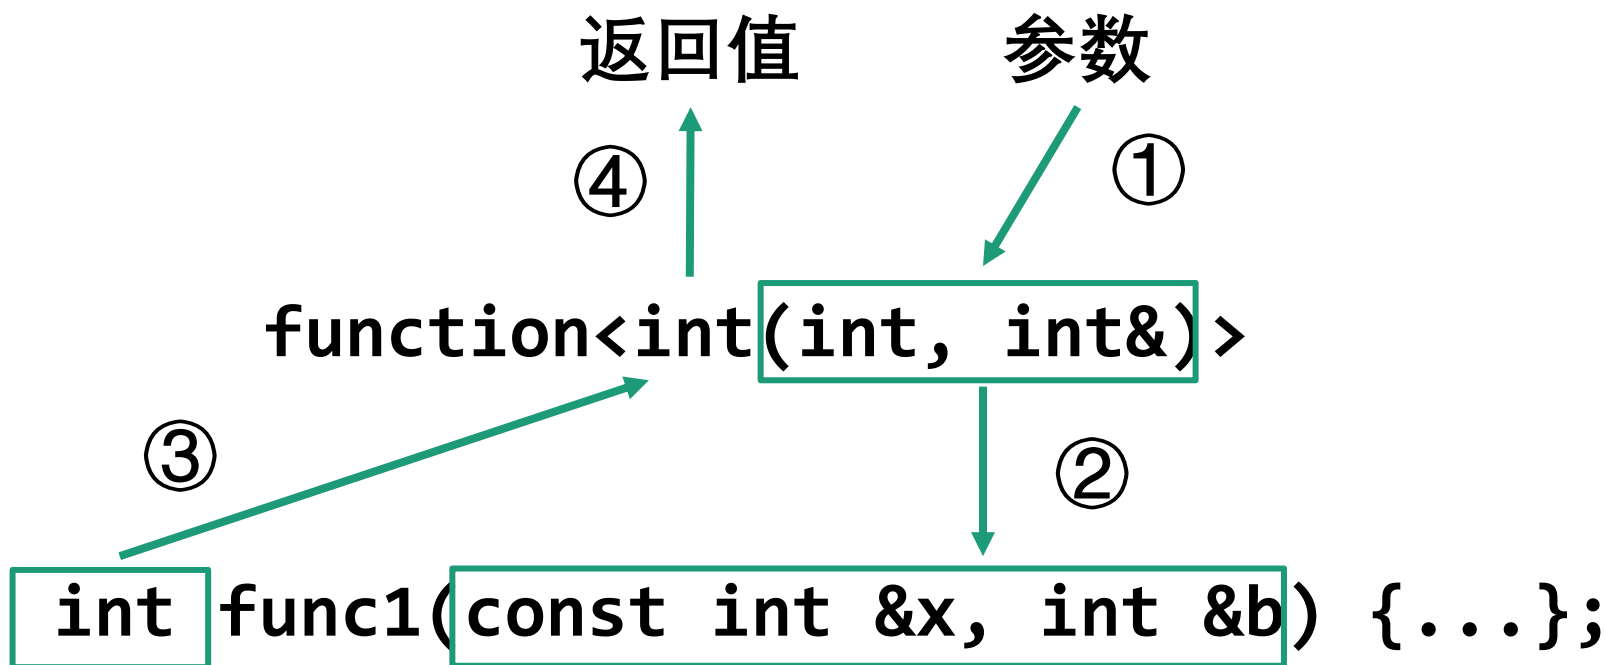 返回值 参数
④ ①
function<int(int, int&)>
③ ②
int func1(const int &x, int &b) {...};